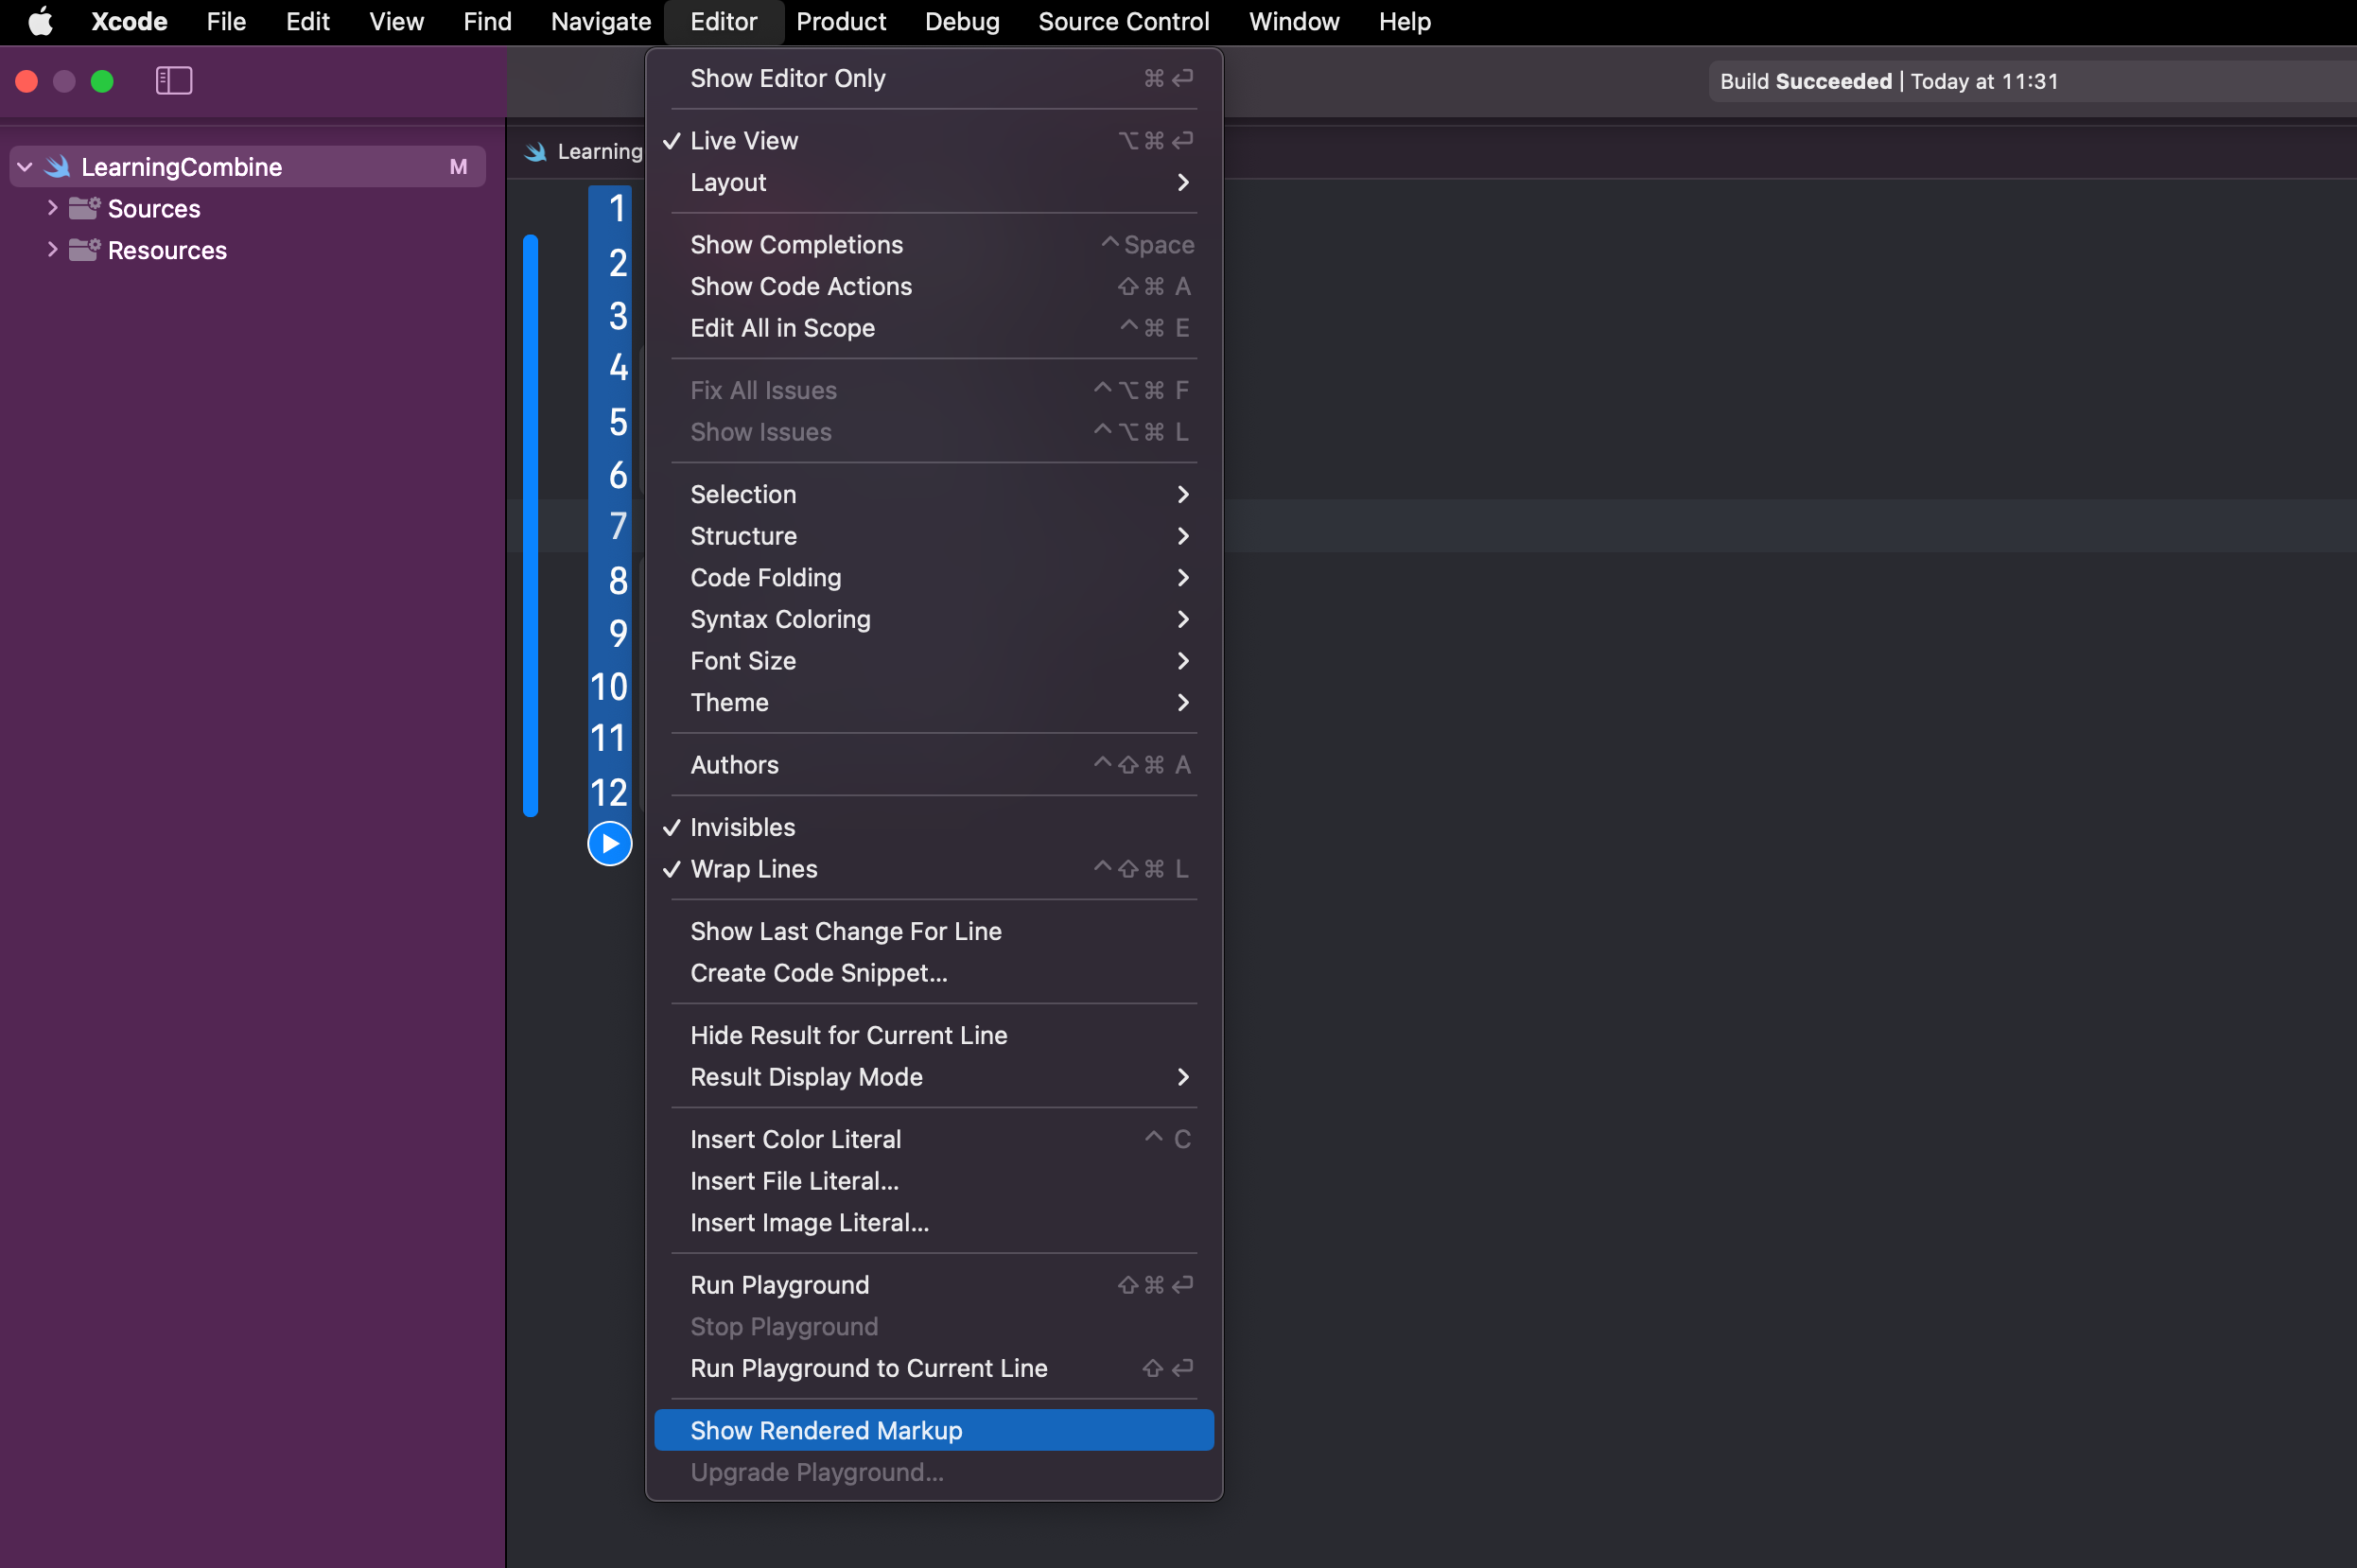 Xcode File Edit View Find Navigate Editor Product Debug Source Control Window Help
Build Succeeded | Today at 11:31
LearningCombine M
Sources
Resources
Learning
1
2
3
4
5
6
7
8
9
10
11
12
Show Editor Only ⌘↩
✓ Live View ⌥⌘↩
Layout >
Show Completions ^Space
Show Code Actions ⇧⌘A
Edit All in Scope ^⌘E
Fix All Issues ^⌥⌘F
Show Issues ^⌥⌘L
Selection >
Structure >
Code Folding >
Syntax Coloring >
Font Size >
Theme >
Authors ^⇧⌘A
✓ Invisibles
✓ Wrap Lines ^⇧⌘L
Show Last Change For Line
Create Code Snippet...
Hide Result for Current Line
Result Display Mode >
Insert Color Literal ^C
Insert File Literal...
Insert Image Literal...
Run Playground ⇧⌘↩
Stop Playground
Run Playground to Current Line ⇧↩
Show Rendered Markup
Upgrade Playground...